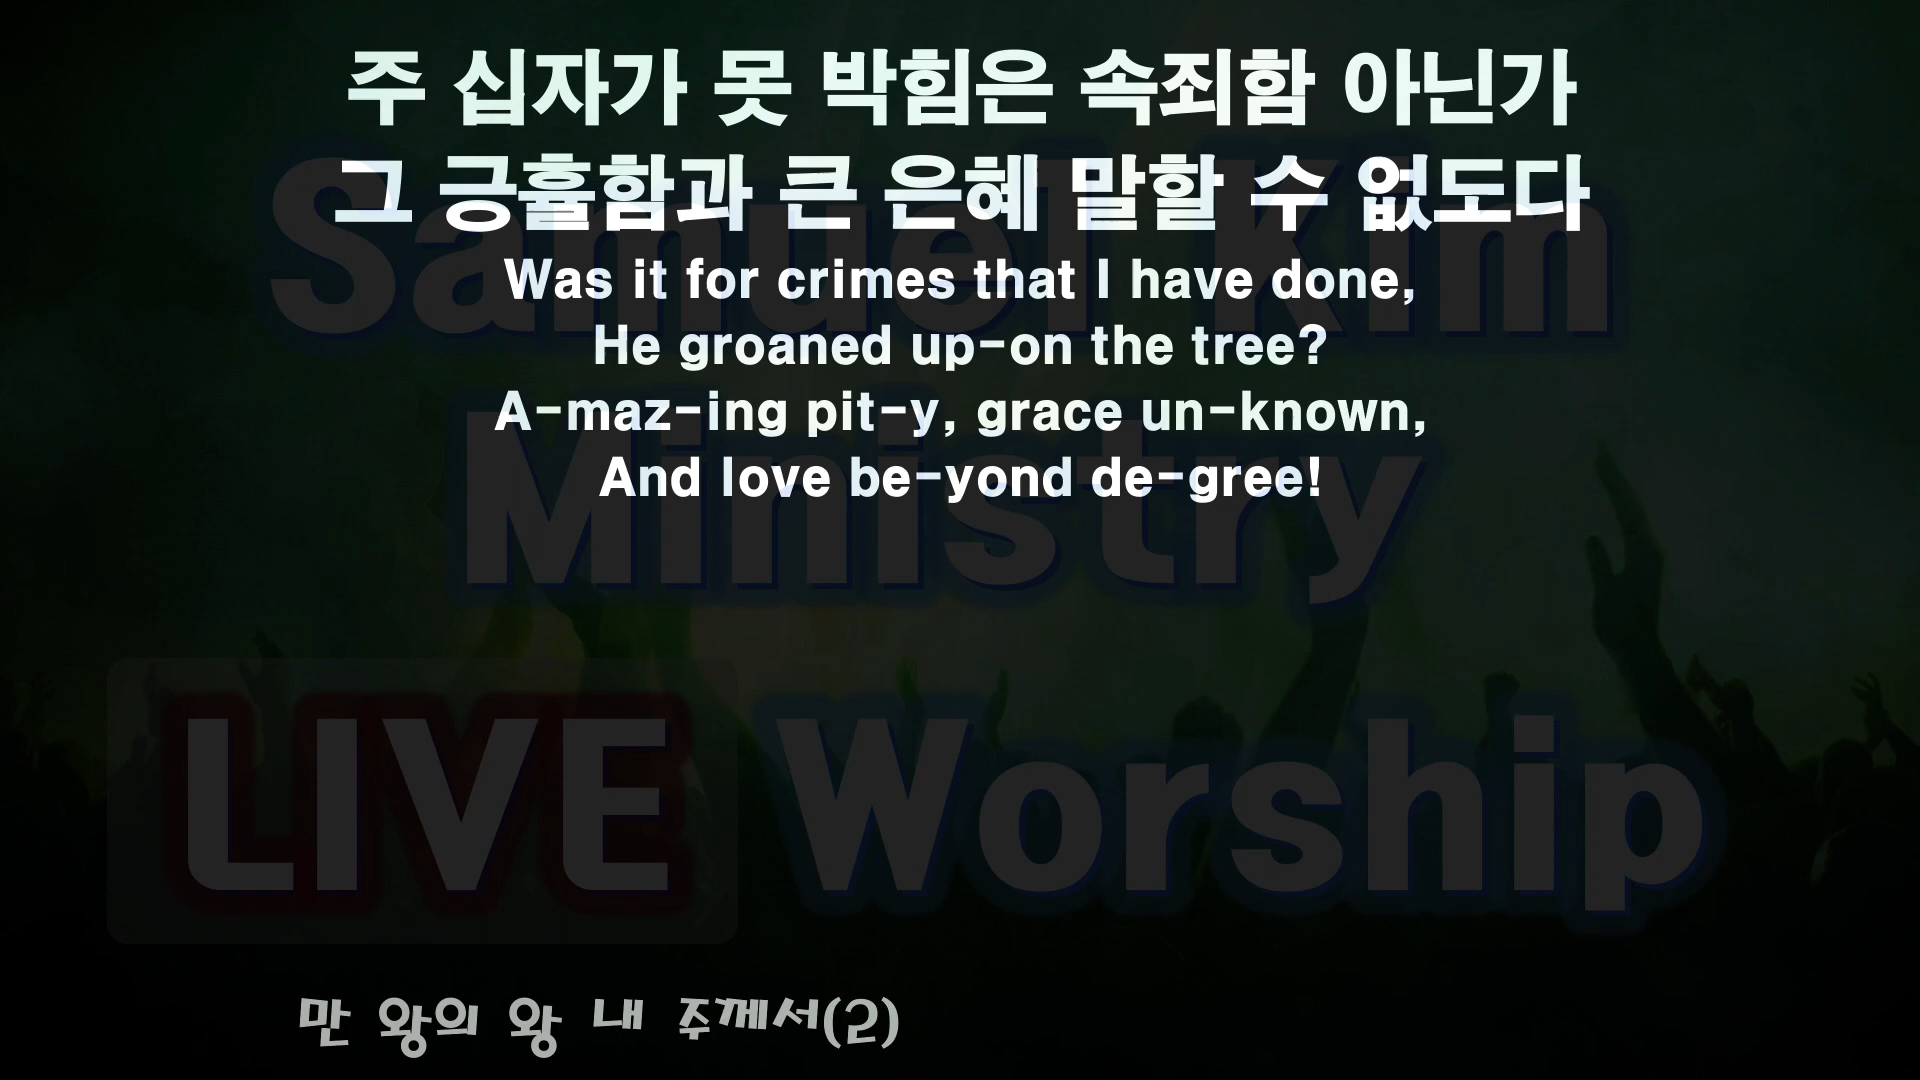 주 십자가 못 박힘은 속죄함 아닌가
그 긍휼함과 큰 은혜 말할 수 없도다
Was it for crimes that I have done,
He groaned up-on the tree?
A-maz-ing pit-y, grace un-known,
And love be-yond de-gree!
Samuel Kim
Ministry
LIVE Worship
만 왕의 왕 내 주께서(2)